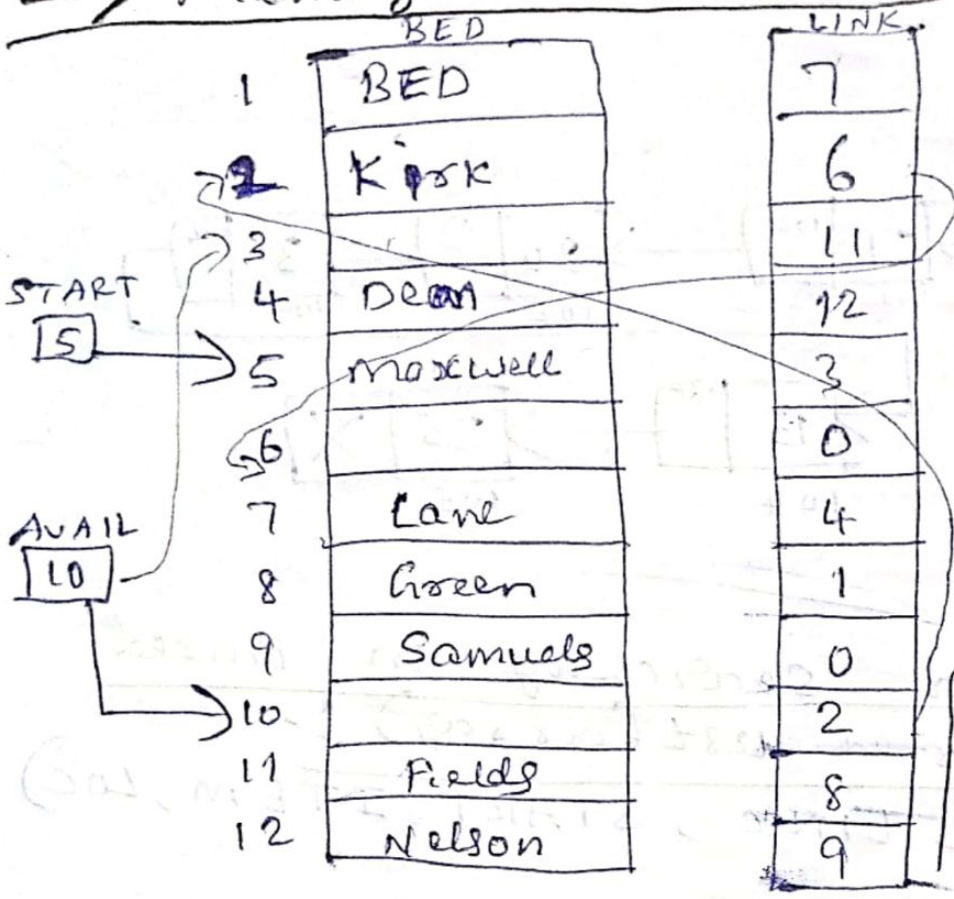 BED LINK
1 BED 7
2 Kirk 6
3 11
START
5
4 Dean 12
5 Maxwell 3
6 0
7 Lane 4
AVAIL
10
8 Green 1
9 Samuels 0
10 2
11 Fields 8
12 Nelson 9